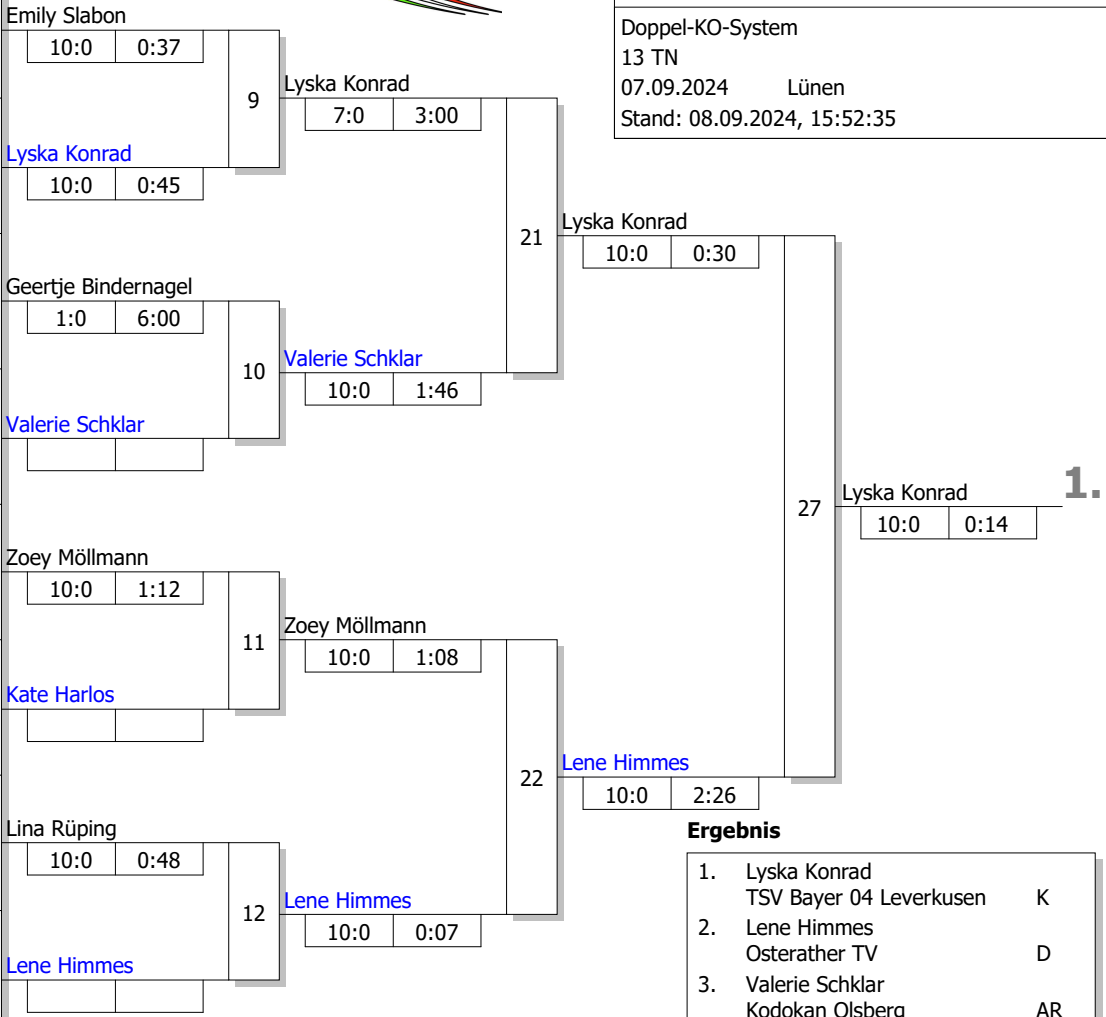 Emily Slabon
10:0 0:37
9
Lyska Konrad
7:0 3:00
Lyska Konrad
10:0 0:45
Doppel-KO-System
13 TN
07.09.2024 Lünen
Stand: 08.09.2024, 15:52:35
21
Lyska Konrad
10:0 0:30
Geertje Bindernagel
1:0 6:00
10
Valerie Schklar
10:0 1:46
Valerie Schklar
27
Lyska Konrad
10:0 0:14
1.
Zoey Möllmann
10:0 1:12
11
Zoey Möllmann
10:0 1:08
Kate Harlos
22
Lene Himmes
10:0 2:26
Lina Rüping
10:0 0:48
12
Lene Himmes
10:0 0:07
Lene Himmes
Ergebnis
1. Lyska Konrad
TSV Bayer 04 Leverkusen K
2. Lene Himmes
Osterather TV D
3. Valerie Schklar
Kodokan Olsberg AR